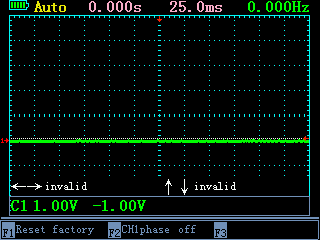 Auto 0.000s 25.0ms 0.000Hz
←→ invalid ↑ ↓ invalid
C1 1.00V -1.00V
F1 Reset factory F2 CH1phase off F3